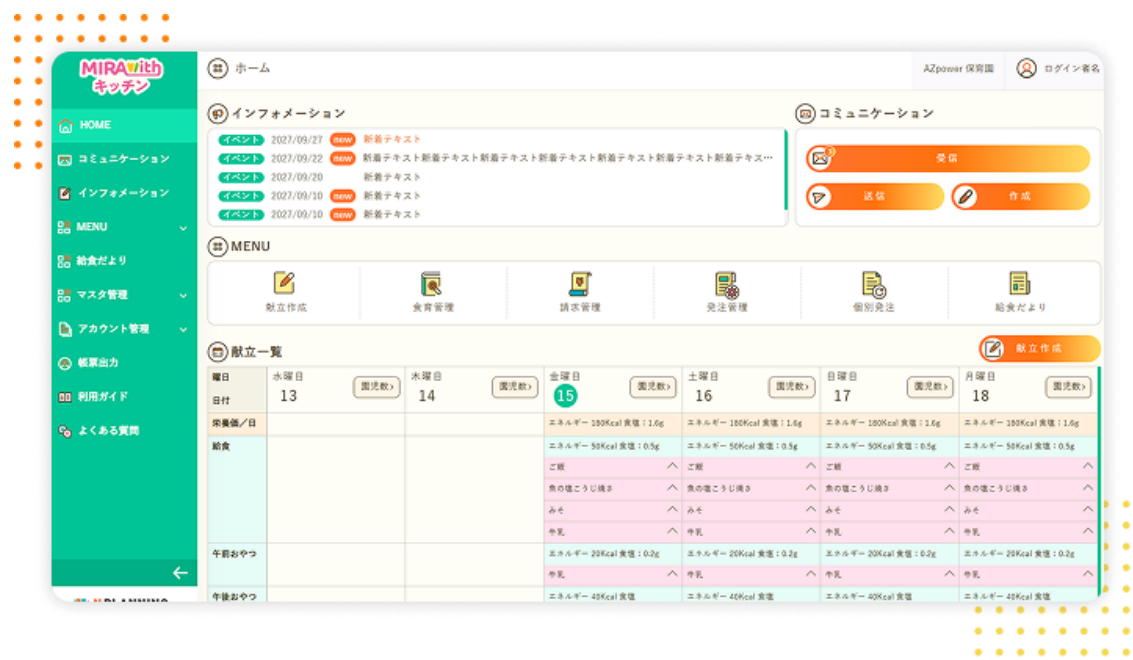 MIRAwith
キッチン
HOME
コミュニケーション
インフォメーション
MENU
給食だより
マスタ管理
アカウント管理
帳票出力
利用ガイド
よくある質問
ホーム
AZpower 保育園
ログイン者名
インフォメーション
イベント 2027/09/27 new 新着テキスト
イベント 2027/09/22 new 新着テキスト新着テキスト新着テキスト新着テキスト新着テキスト新着テキスト新着テキス…
イベント 2027/09/20 新着テキスト
イベント 2027/09/10 new 新着テキスト
イベント 2027/09/10 new 新着テキスト
コミュニケーション
受信
送信 作成
MENU
献立作成 食育管理 請求管理 発注管理 個別発注 給食だより
献立一覧
献立作成
曜日 水曜日 木曜日 金曜日 土曜日 日曜日 月曜日
園児数› 園児数› 園児数› 園児数› 園児数› 園児数›
日付 13 14 15 16 17 18
栄養価／日 エネルギー 180Kcal 食塩：1.6g エネルギー 180Kcal 食塩：1.6g エネルギー 180Kcal 食塩：1.6g エネルギー 180Kcal 食塩：1.6g
給食 エネルギー 50Kcal 食塩：0.5g エネルギー 50Kcal 食塩：0.5g エネルギー 50Kcal 食塩：0.5g エネルギー 50Kcal 食塩：0.5g
ご飯 ご飯 ご飯 ご飯
魚の塩こうじ焼き 魚の塩こうじ焼き 魚の塩こうじ焼き 魚の塩こうじ焼き
みそ みそ みそ みそ
牛乳 牛乳 牛乳 牛乳
午前おやつ エネルギー 20Kcal 食塩：0.2g エネルギー 20Kcal 食塩：0.2g エネルギー 20Kcal 食塩：0.2g エネルギー 20Kcal 食塩：0.2g
牛乳 牛乳 牛乳 牛乳
午後おやつ エネルギー 40Kcal 食塩 エネルギー 40Kcal 食塩 エネルギー 40Kcal 食塩 エネルギー 40Kcal 食塩